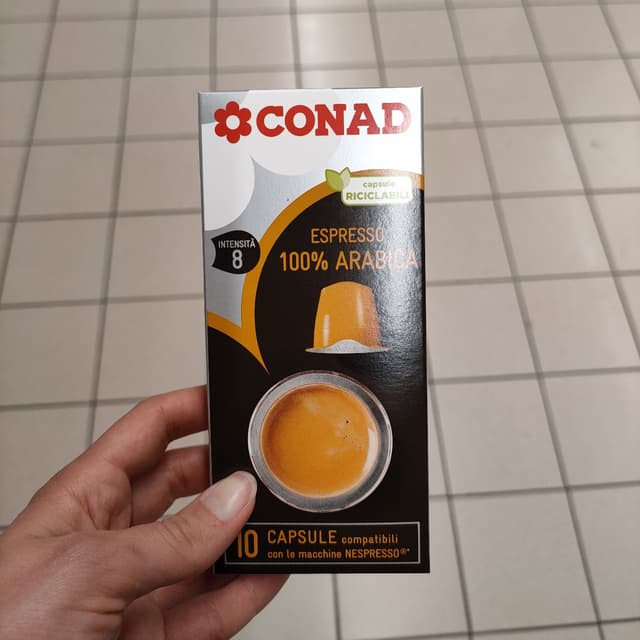 CONAD
capsule
RICICLABILI
INTENSITÀ
8
ESPRESSO
100% ARABICA
10 CAPSULE compatibili
con le macchine NESPRESSO®*